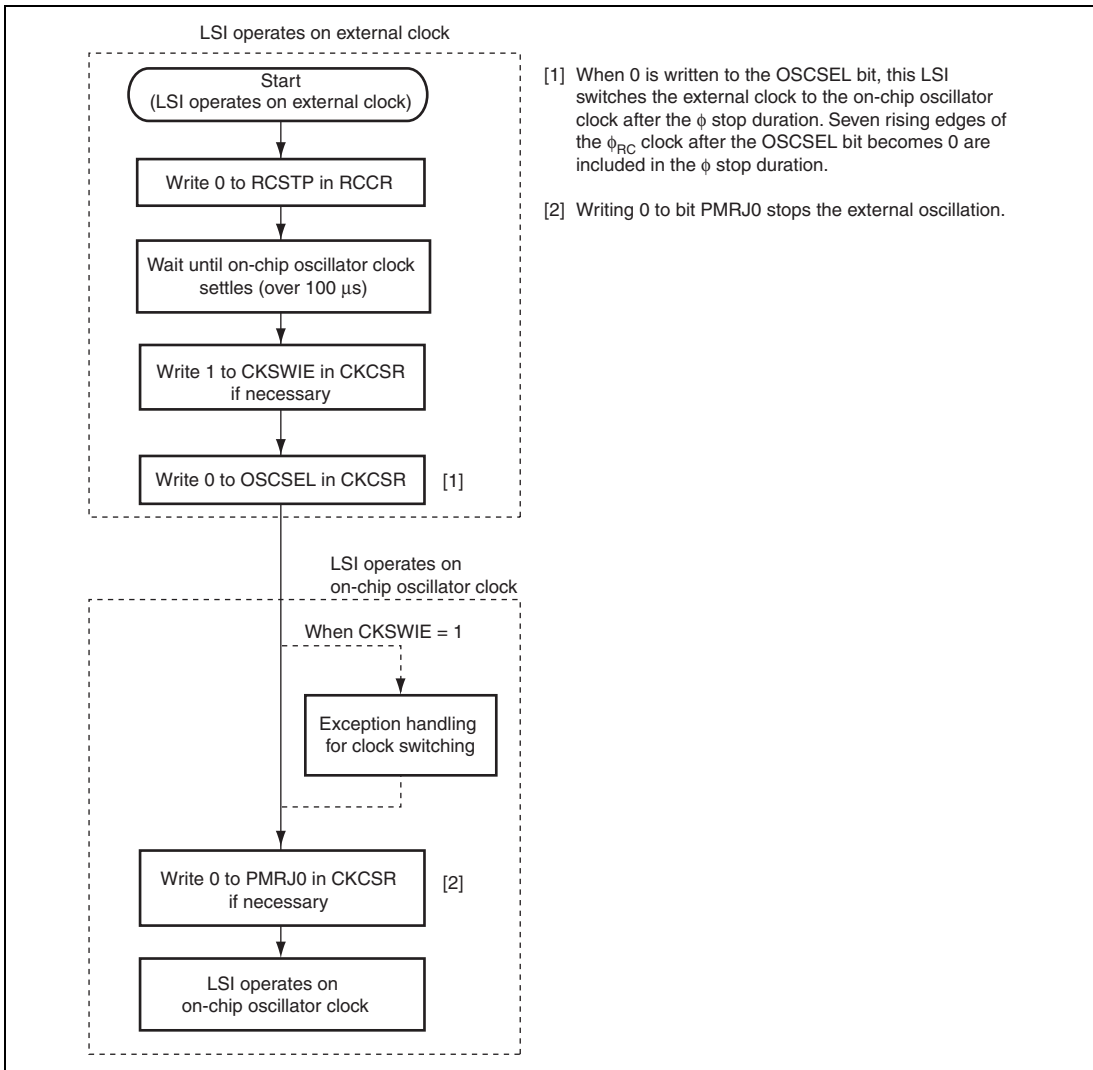 LSI operates on external clock
Start
(LSI operates on external clock)
Write 0 to RCSTP in RCCR
Wait until on-chip oscillator clock
settles (over 100 μs)
Write 1 to CKSWIE in CKCSR
if necessary
Write 0 to OSCSEL in CKCSR
[1]
LSI operates on
on-chip oscillator clock
When CKSWIE = 1
Exception handling
for clock switching
Write 0 to PMRJ0 in CKCSR
if necessary
[2]
LSI operates on
on-chip oscillator clock
[1] When 0 is written to the OSCSEL bit, this LSI
switches the external clock to the on-chip oscillator
clock after the ϕ stop duration. Seven rising edges of
the ϕRC clock after the OSCSEL bit becomes 0 are
included in the ϕ stop duration.
[2] Writing 0 to bit PMRJ0 stops the external oscillation.